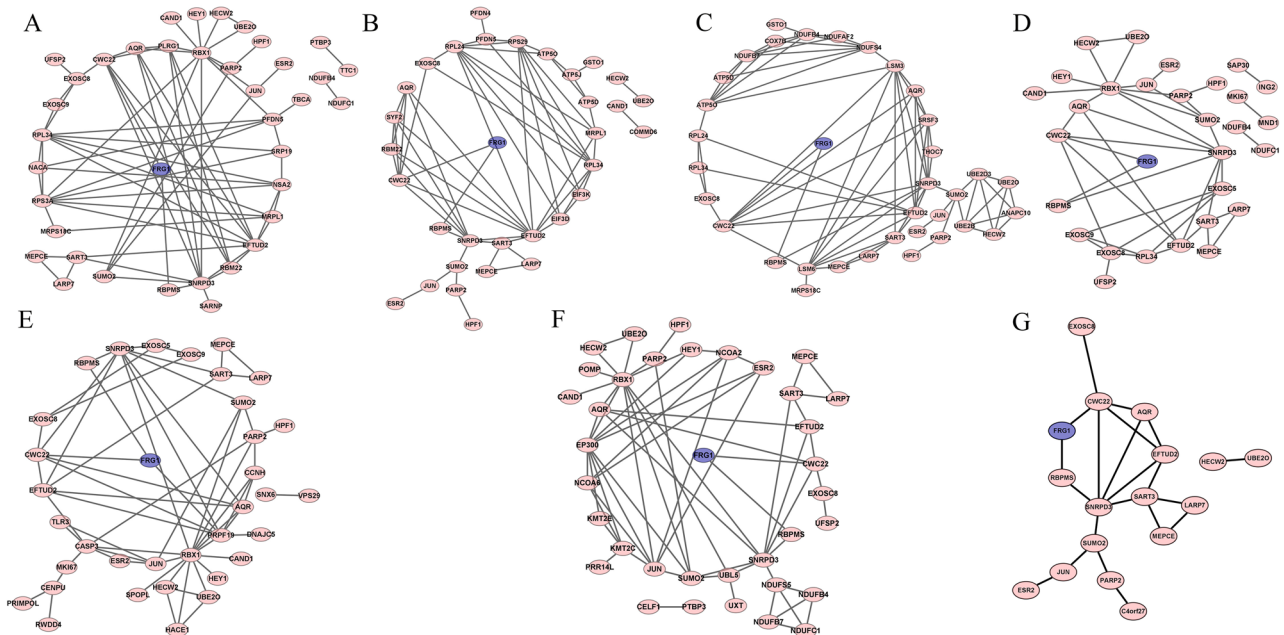 A
CAND1
HEY1
HECW2
UBE2O
AQR
PLRG1
RBX1
HPF1
CWC22
PARP2
ESR2
UFSP2
EXOSC8
JUN
PTBP3
TTC1
NDUFB4
NDUFC1
EXOSC9
TBCA
PFDN5
RPL34
SRP19
NACA
FRG1
NSA2
RPS3A
MRPL1
MRPS18C
EFTUD2
MEPCE
SART3
RBM22
LARP7
SUMO2
RBPMS
SNRPD3
SARNP
B
PFDN4
PFDN5
RPS29
RPL24
ATP5O
EXOSC8
ATP5J
GSTO1
HECW2
UBE2O
AQR
ATP5D
CAND1
COMMD6
SYF2
MRPL1
RBM22
FRG1
RPL34
CWC22
EIF3K
EIF3D
RBPMS
EFTUD2
SNRPD3
SART3
SUMO2
MEPCE
LARP7
JUN
PARP2
ESR2
HPF1
C
GSTO1
NDUFB4
COX7B
NDUFAF2
NDUFS4
NDUFB7
LSM3
ATP5D
AQR
ATP5O
SRSF3
RPL24
FRG1
THOC7
RPL34
SNRPD3
UBE2D3
SUMO2
UBE2O
EXOSC8
EFTUD2
JUN
ANAPC10
CWC22
ESR2
UBE2B
HECW2
SART3
PARP2
RBPMS
LARP7
HPF1
LSM6
MEPCE
MRPS18C
D
HECW2
UBE2O
ESR2
SAP30
HEY1
RBX1
JUN
HPF1
ING2
CAND1
PARP2
MKI67
AQR
SUMO2
MND1
CWC22
NDUFB4
SNRPD3
NDUFC1
FRG1
EXOSC5
RBPMS
LARP7
SART3
EXOSC9
EFTUD2
MEPCE
EXOSC8
RPL34
UFSP2
E
SNRPD3
EXOSC5
EXOSC9
MEPCE
RBPMS
SART3
LARP7
SUMO2
EXOSC8
PARP2
HPF1
CWC22
FRG1
CCNH
EFTUD2
SNX6
VPS29
AQR
TLR3
PRPF19
DNAJC5
CASP3
RBX1
CAND1
ESR2
JUN
MKI67
HEY1
CENPU
HECW2
PRIMPOL
SPOPL
UBE2O
RWDD4
HACE1
F
UBE2O
HPF1
HECW2
PARP2
HEY1
NCOA2
POMP
RBX1
ESR2
MEPCE
CAND1
SART3
LARP7
AQR
EFTUD2
EP300
FRG1
CWC22
NCOA6
EXOSC8
KMT2E
UFSP2
RBPMS
KMT2C
SNRPD3
PRR14L
JUN
SUMO2
UBL5
NDUFS5
NDUFB4
CELF1
PTBP3
UXT
NDUFB7
NDUFC1
G
EXOSC8
CWC22
AQR
FRG1
EFTUD2
HECW2
UBE2O
RBPMS
SART3
SNRPD3
LARP7
MEPCE
SUMO2
JUN
PARP2
ESR2
C4orf27